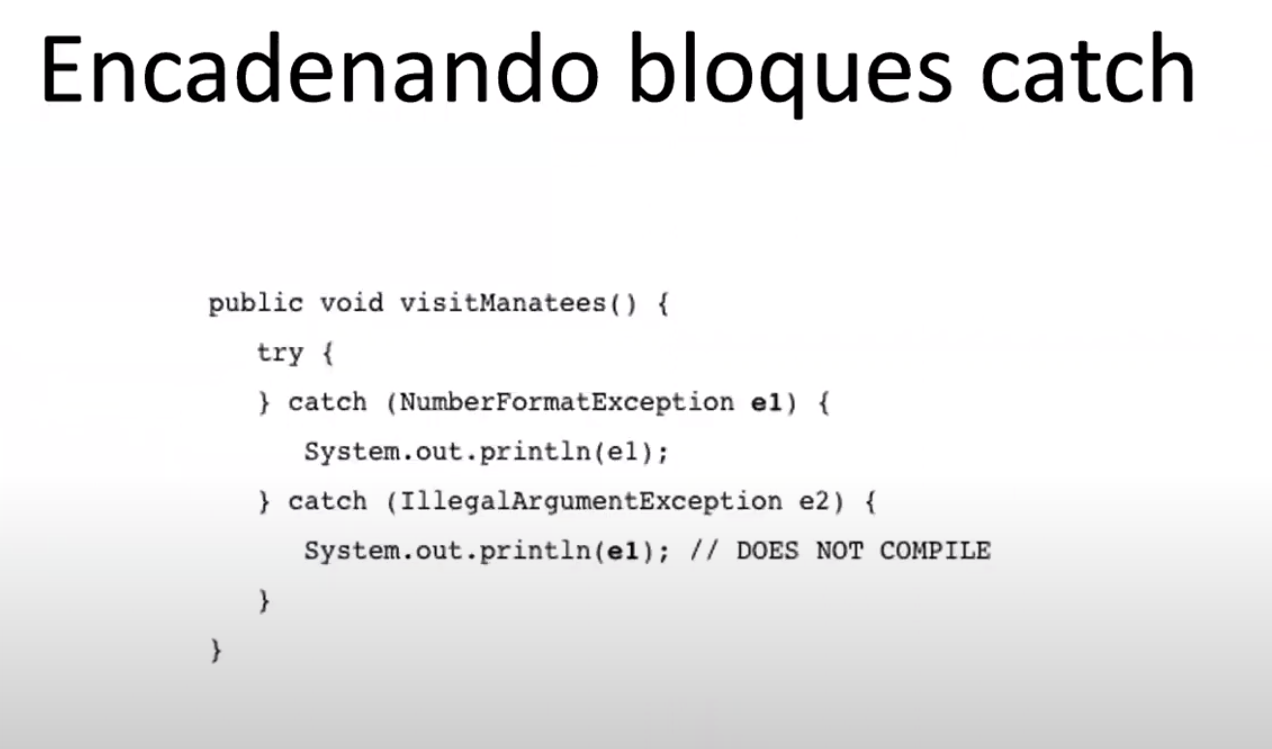 Encadenando bloques catch
public void visitManatees() {
try {
} catch (NumberFormatException e1) {
System.out.println(e1);
} catch (IllegalArgumentException e2) {
System.out.println(e1); // DOES NOT COMPILE
}
}